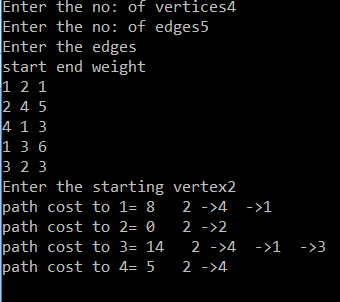 Enter the no: of vertices4
Enter the no: of edges5
Enter the edges
start end weight
1 2 1
2 4 5
4 1 3
1 3 6
3 2 3
Enter the starting vertex2
path cost to 1= 8   2 ->4  ->1
path cost to 2= 0   2 ->2
path cost to 3= 14   2 ->4  ->1  ->3
path cost to 4= 5   2 ->4